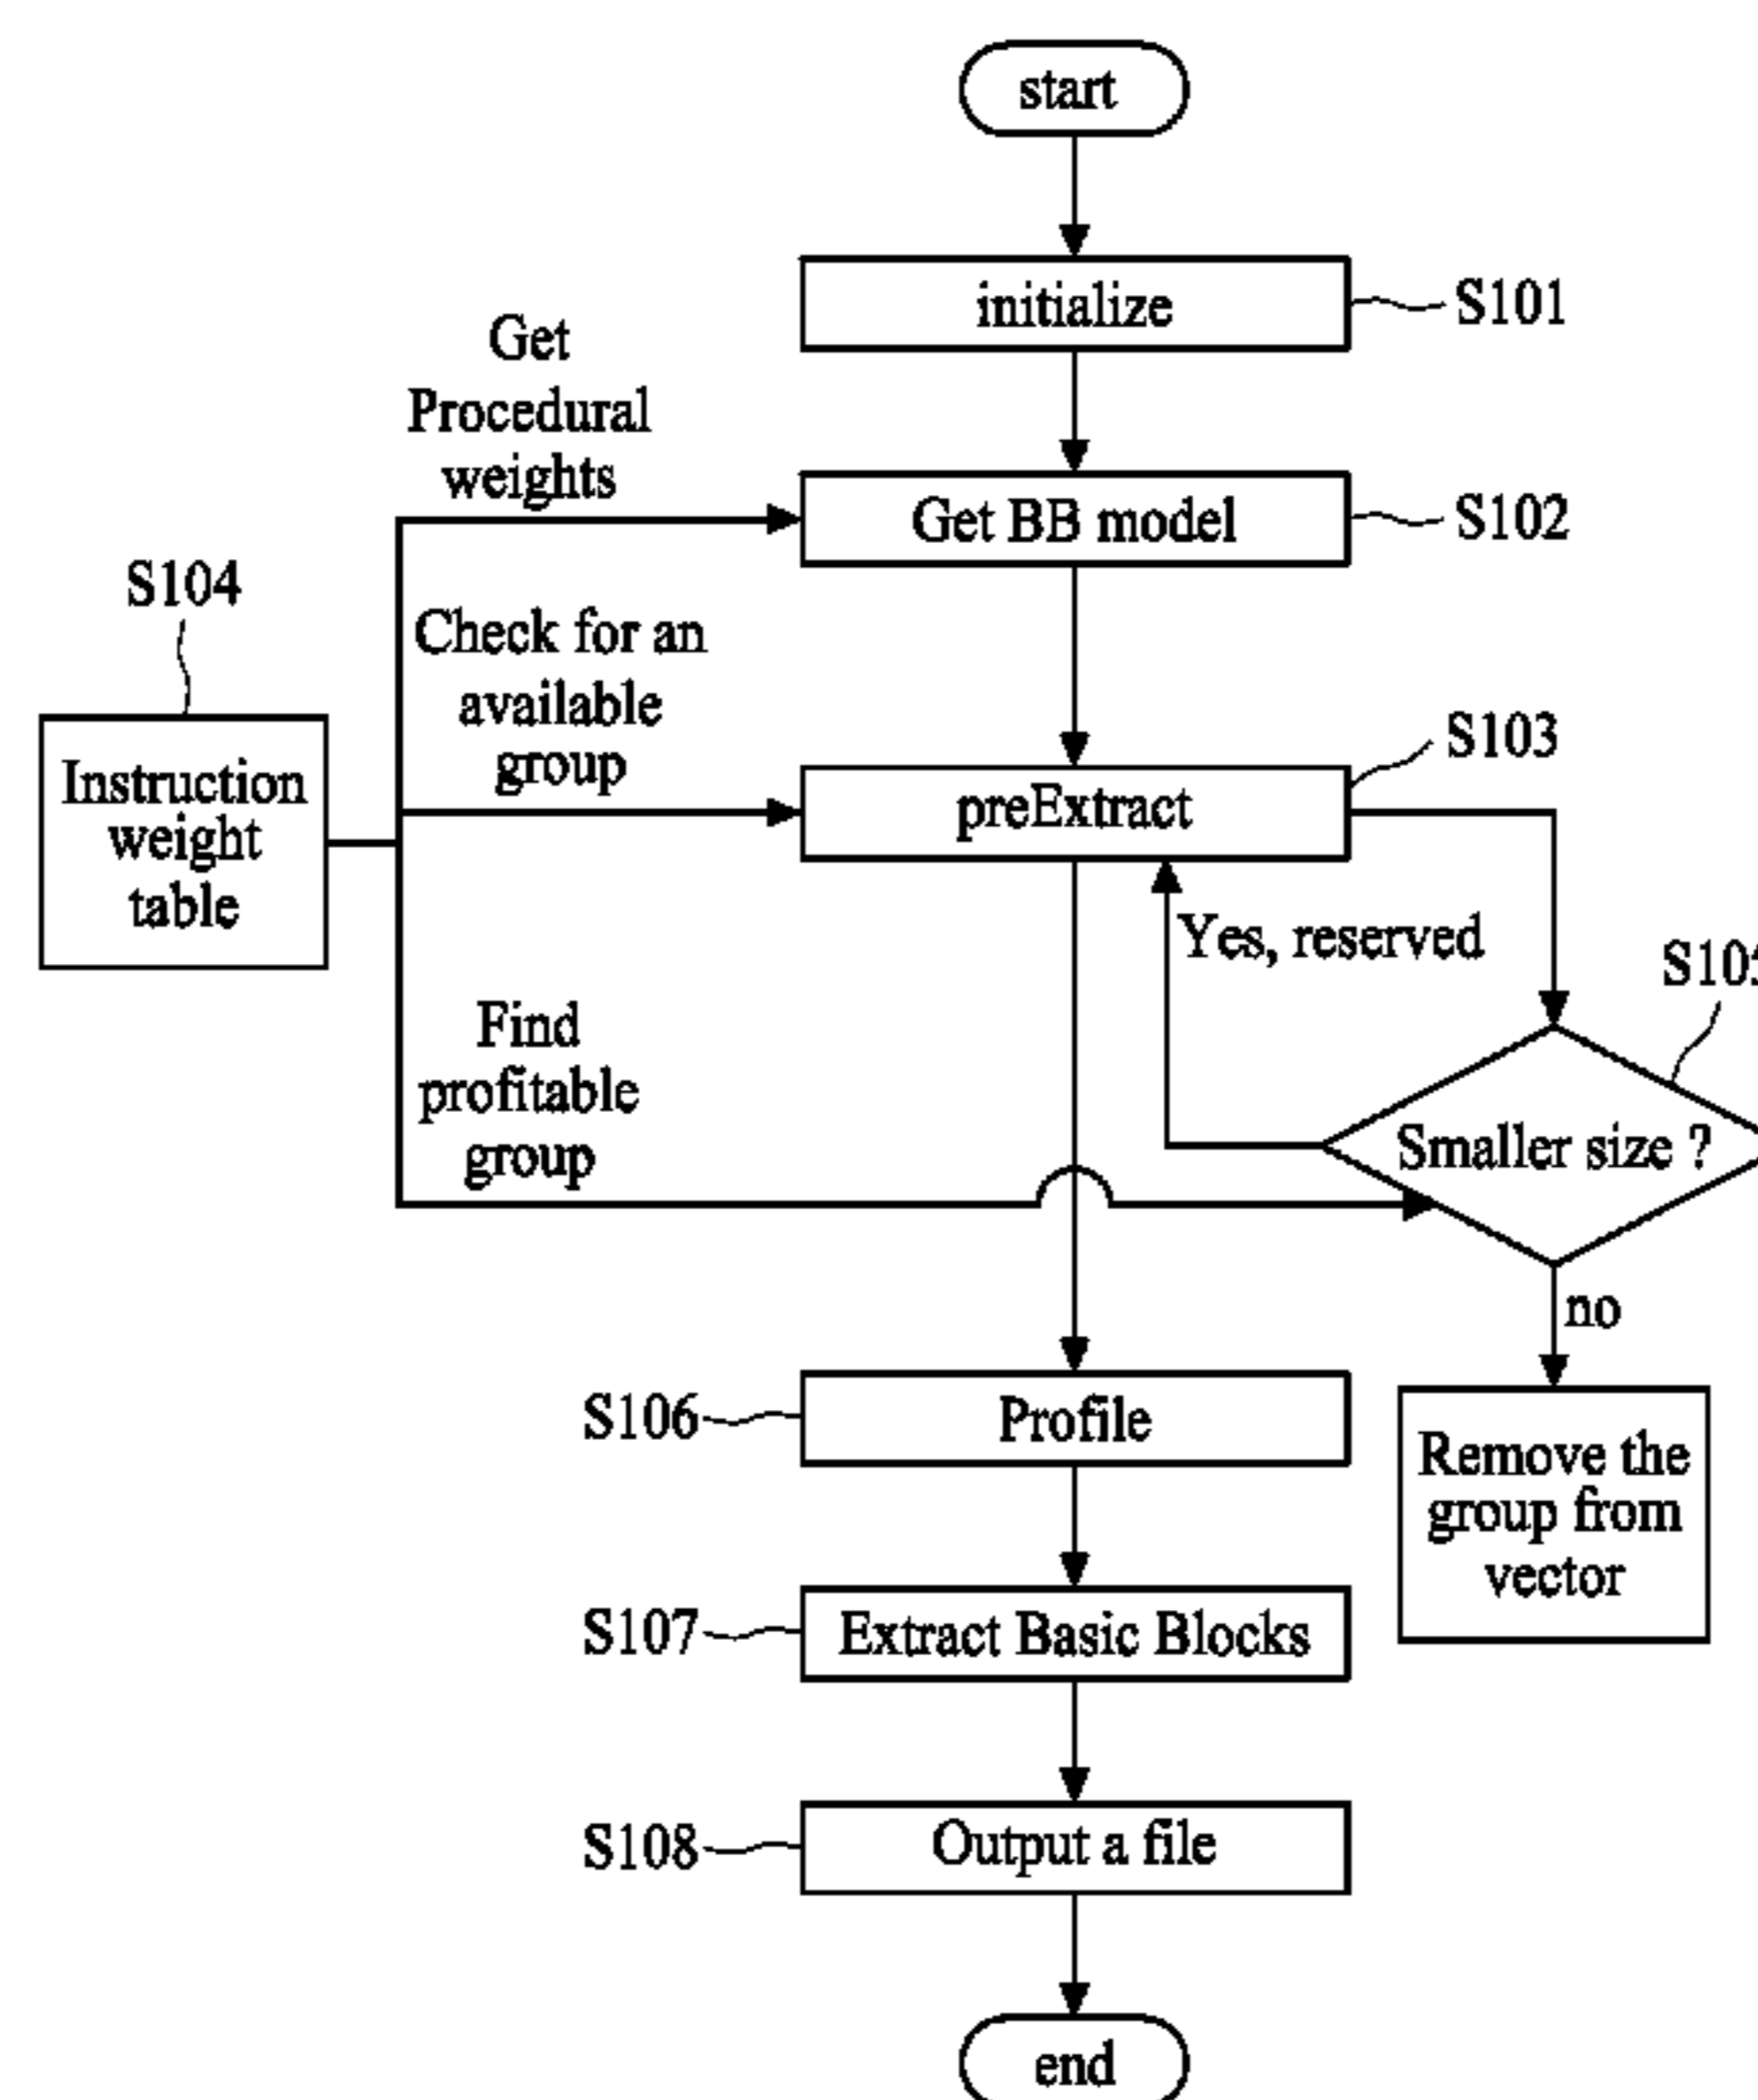 start
initialize
S101
Get
Procedural
weights
Get BB model
S102
S104
Check for an
available
group
Instruction
weight
table
preExtract
S103
Yes, reserved
S105
Find
profitable
group
Smaller size ?
no
S106
Profile
Remove the
group from
vector
S107
Extract Basic Blocks
S108
Output a file
end